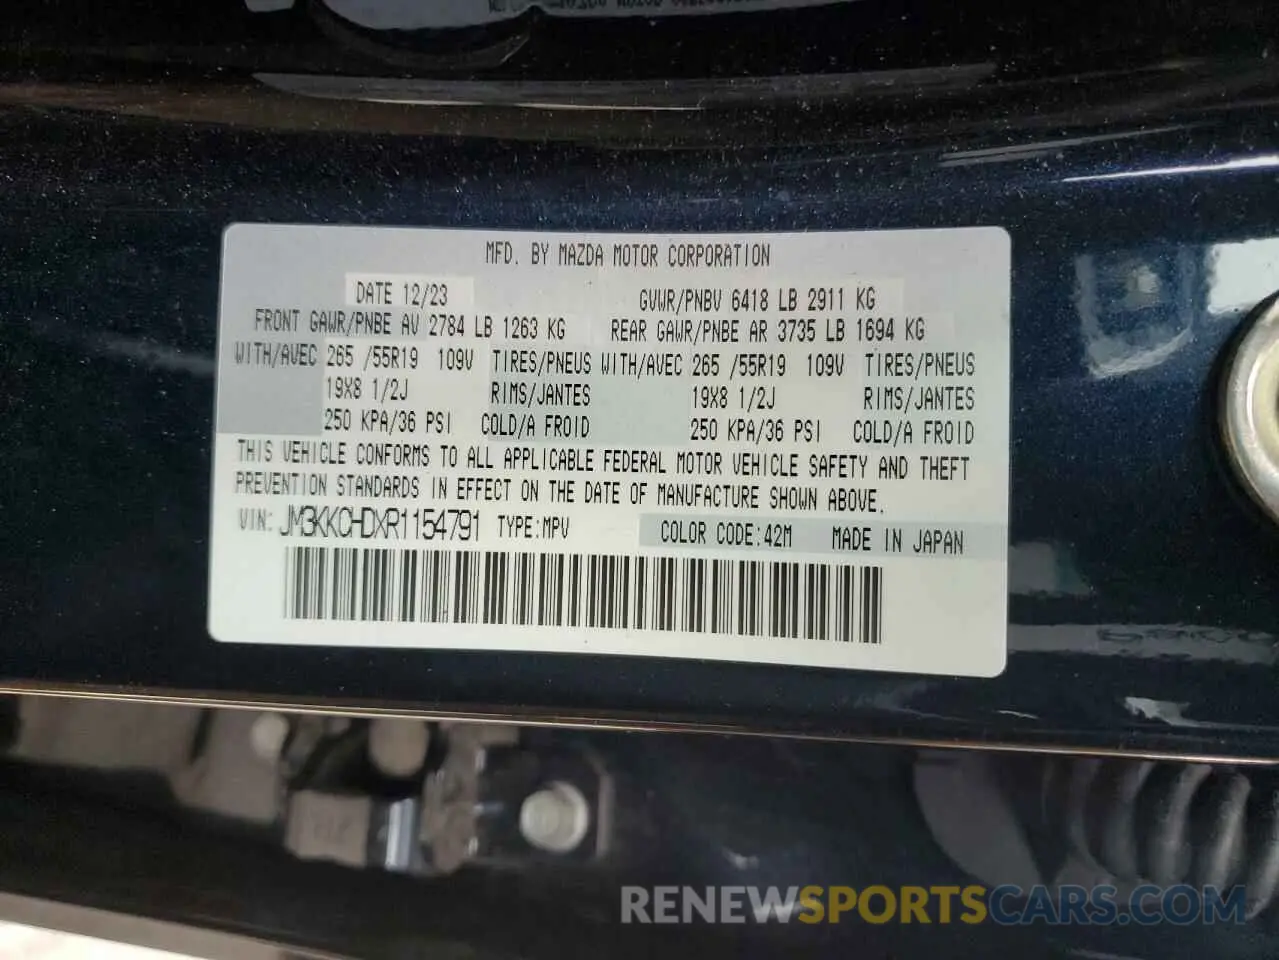 MFD. BY MAZDA MOTOR CORPORATION
DATE 12/23 GVWR/PNBV 6418 LB 2911 KG
FRONT GAWR/PNBE AV 2784 LB 1263 KG REAR GAWR/PNBE AR 3735 LB 1694 KG
WITH/AVEC 265 /55R19 109V TIRES/PNEUS WITH/AVEC 265 /55R19 109V TIRES/PNEUS
19X8 1/2J RIMS/JANTES 19X8 1/2J RIMS/JANTES
250 KPA/36 PSI COLD/A FROID 250 KPA/36 PSI COLD/A FROID
THIS VEHICLE CONFORMS TO ALL APPLICABLE FEDERAL MOTOR VEHICLE SAFETY AND THEFT
PREVENTION STANDARDS IN EFFECT ON THE DATE OF MANUFACTURE SHOWN ABOVE.
VIN: JM3KKCHDXR1154791 TYPE:MPV COLOR CODE:42M MADE IN JAPAN
RENEWSPORTSCARS.COM